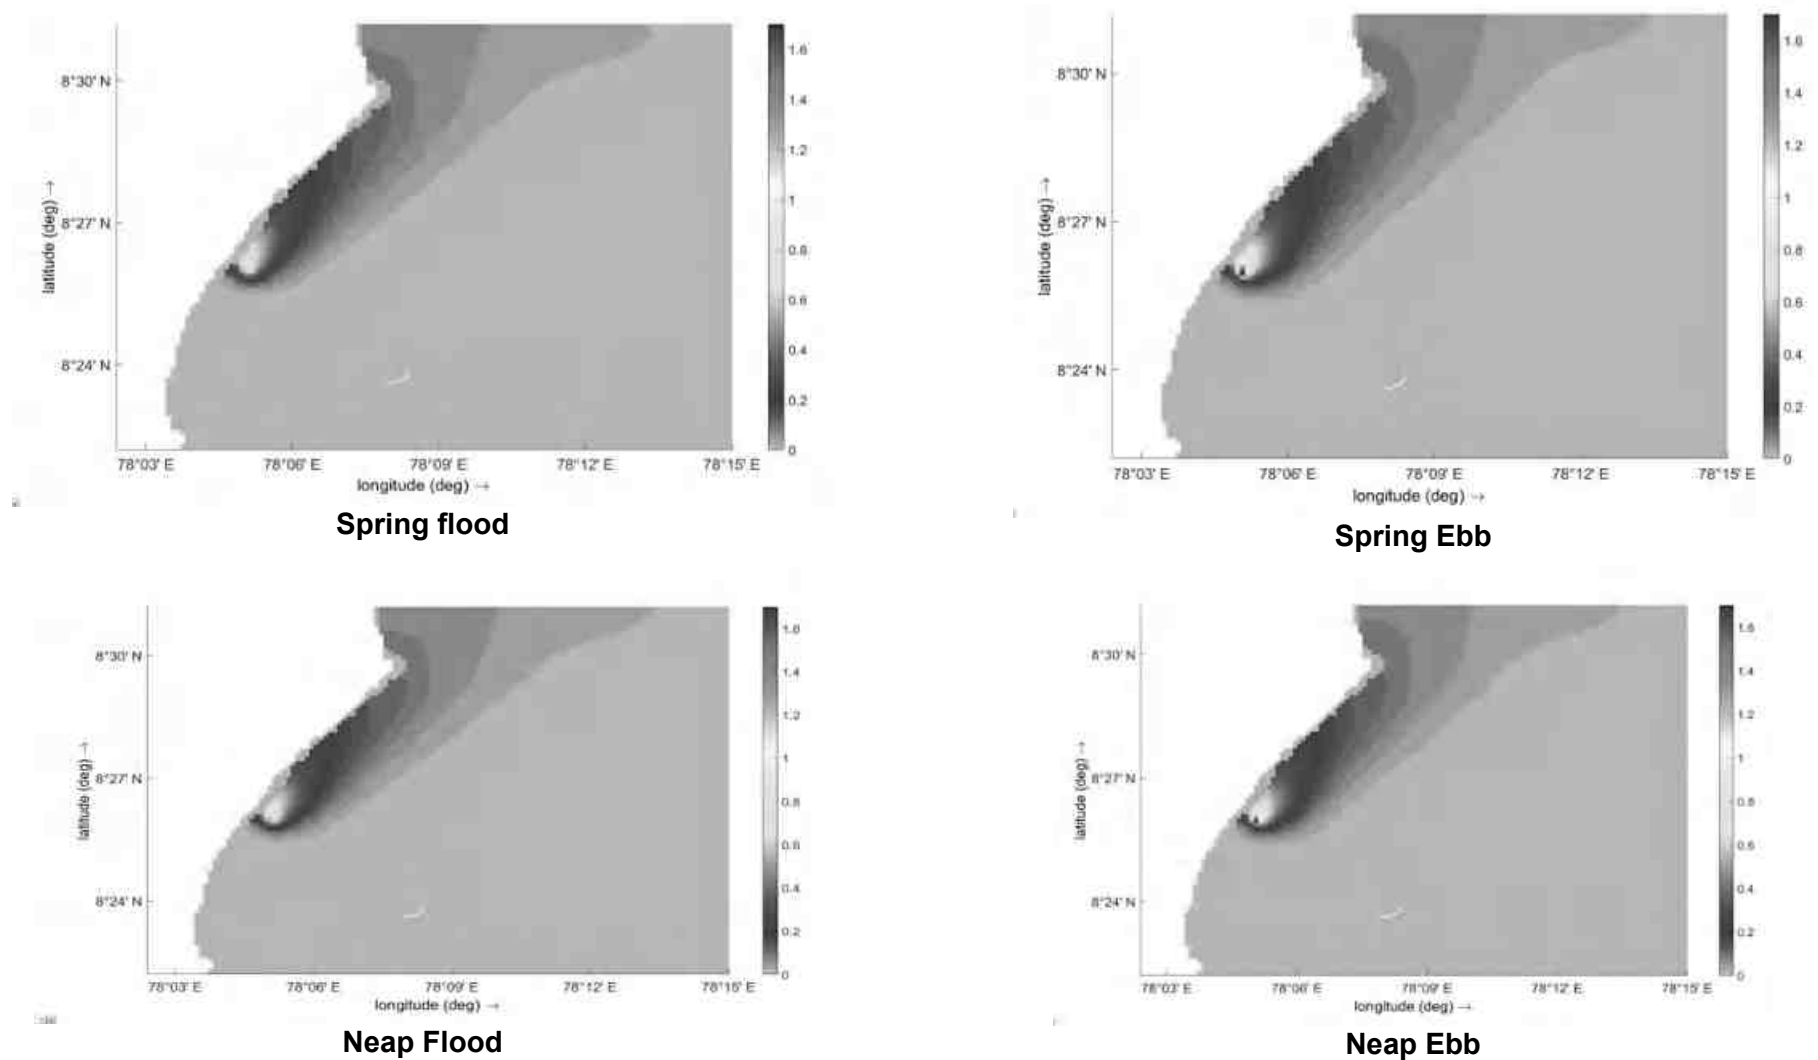 8°30' N
8°27' N
8°24' N
latitude (deg) →
78°03' E 78°06' E 78°09' E 78°12' E 78°15' E
longitude (deg) →
1.6
1.4
1.2
1
0.8
0.6
0.4
0.2
0
Spring flood
8°30' N
8°27' N
8°24' N
latitude (deg) →
78°03' E 78°06' E 78°09' E 78°12' E 78°15' E
longitude (deg) →
1.6
1.4
1.2
1
0.8
0.6
0.4
0.2
0
Spring Ebb
8°30' N
8°27' N
8°24' N
latitude (deg) →
78°03' E 78°06' E 78°09' E 78°12' E 78°15' E
longitude (deg) →
1.6
1.4
1.2
1
0.8
0.6
0.4
0.2
0
Neap Flood
8°30' N
8°27' N
8°24' N
latitude (deg) →
78°03' E 78°06' E 78°09' E 78°12' E 78°15' E
longitude (deg) →
1.6
1.4
1.2
1
0.8
0.6
0.4
0.2
0
Neap Ebb